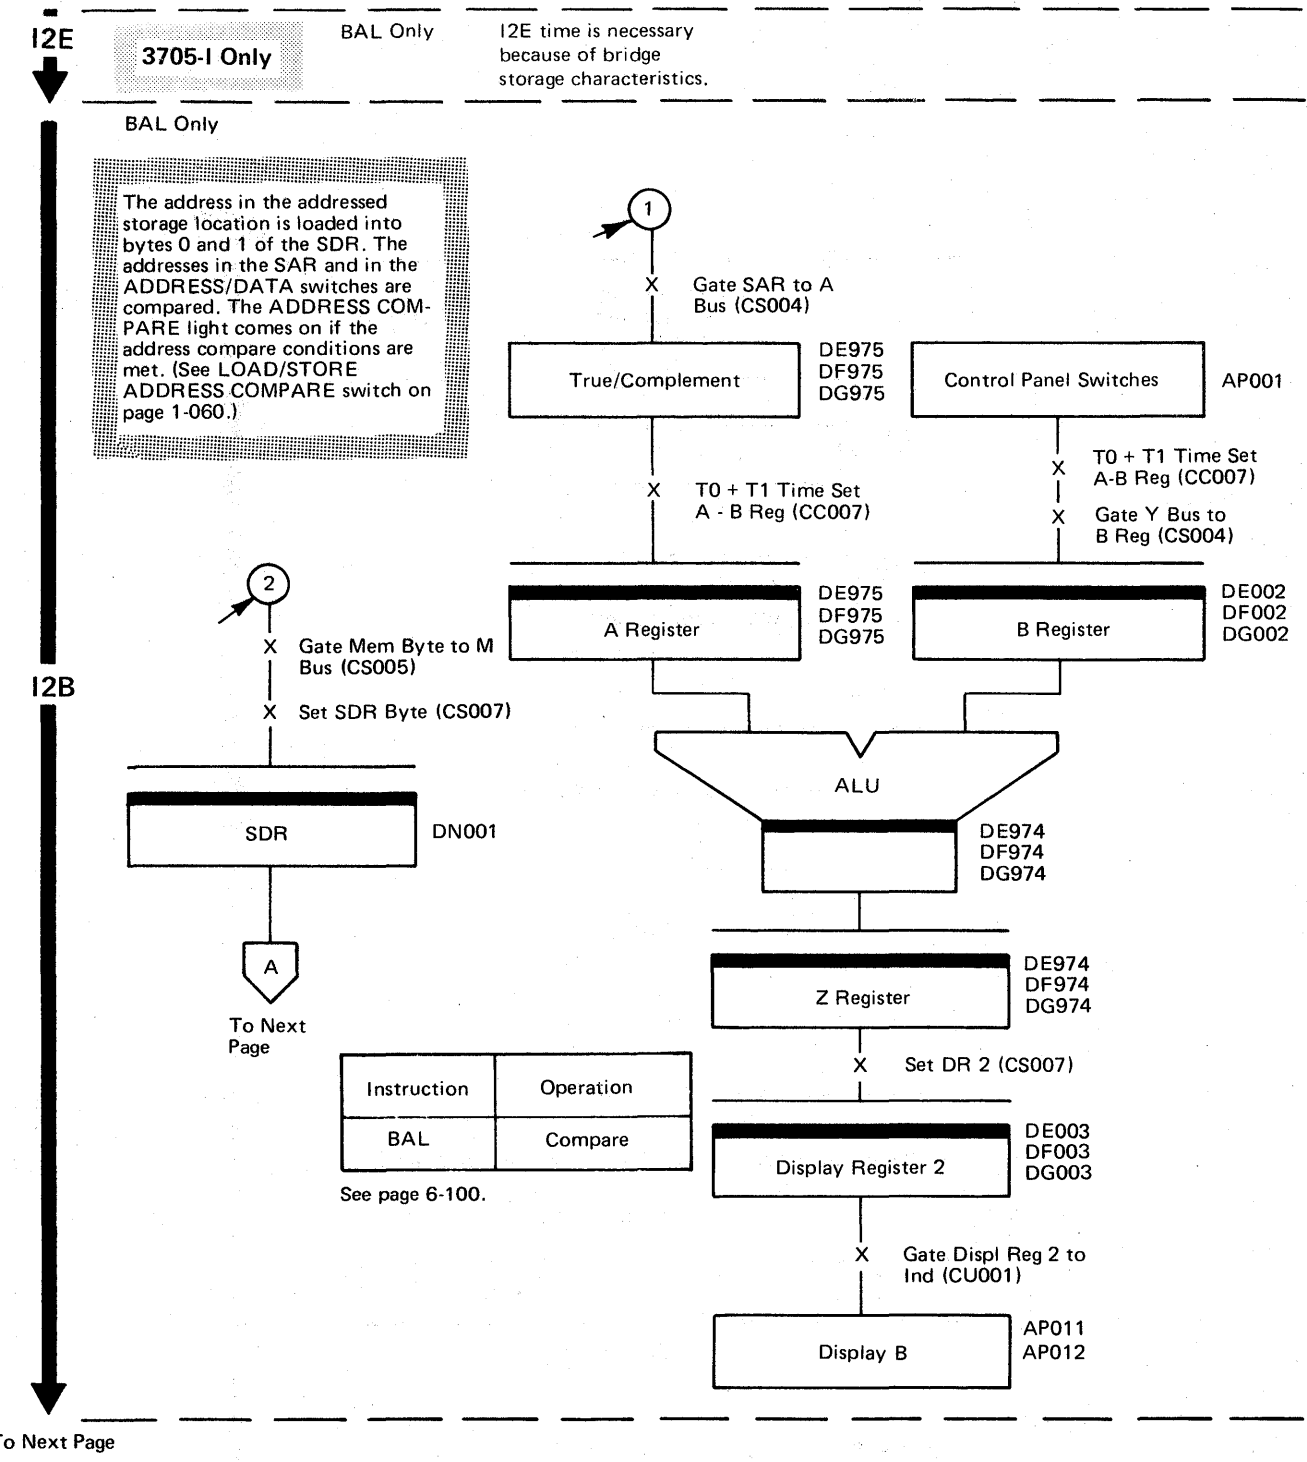 I2E
3705-I Only
BAL Only
I2E time is necessary
because of bridge
storage characteristics.
BAL Only
The address in the addressed
storage location is loaded into
bytes 0 and 1 of the SDR. The
addresses in the SAR and in the
ADDRESS/DATA switches are
compared. The ADDRESS COM-
PARE light comes on if the
address compare conditions are
met. (See LOAD/STORE
ADDRESS COMPARE switch on
page 1-060.)
1
X
Gate SAR to A
Bus (CS004)
True/Complement
DE975
DF975
DG975
Control Panel Switches
AP001
X
T0 + T1 Time Set
A - B Reg (CC007)
X
T0 + T1 Time Set
A-B Reg (CC007)
X
Gate Y Bus to
B Reg (CS004)
A Register
DE975
DF975
DG975
B Register
DE002
DF002
DG002
2
X
Gate Mem Byte to M
Bus (CS005)
X
Set SDR Byte (CS007)
I2B
SDR
DN001
A
To Next
Page
ALU
DE974
DF974
DG974
Z Register
DE974
DF974
DG974
X
Set DR 2 (CS007)
Instruction
Operation
BAL
Compare
See page 6-100.
Display Register 2
DE003
DF003
DG003
X
Gate Displ Reg 2 to
Ind (CU001)
Display B
AP011
AP012
To Next Page